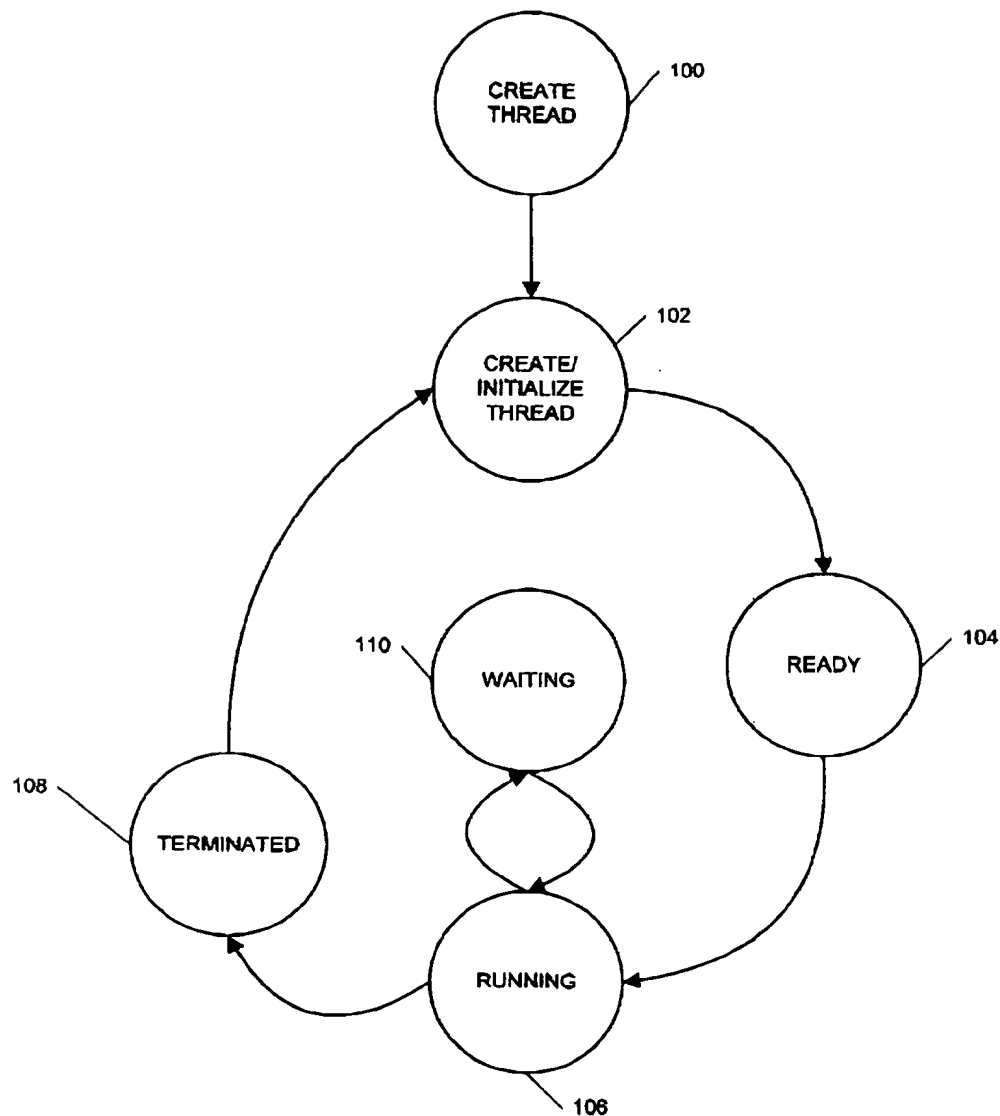 CREATE
THREAD
100
102
CREATE/
INITIALIZE
THREAD
110
WAITING
READY
104
108
TERMINATED
RUNNING
106